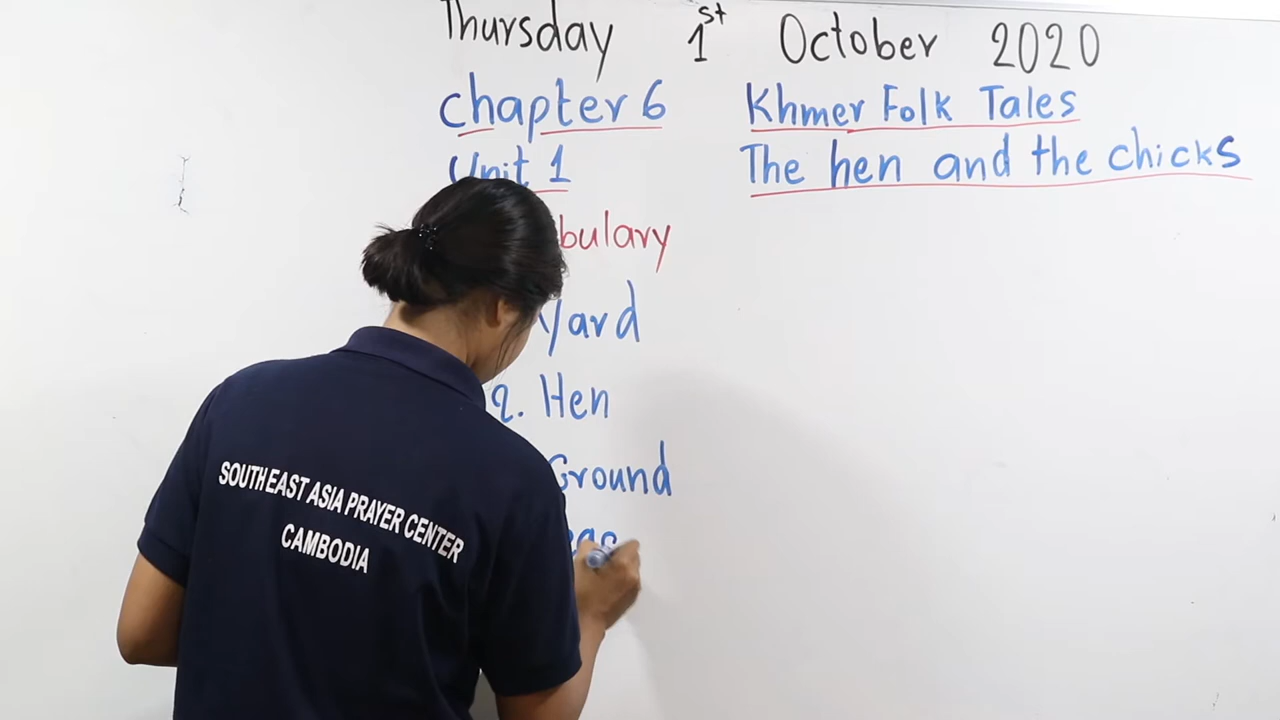 Thursday 1st October 2020
Chapter 6 Khmer Folk Tales
Unit 1 The hen and the chicks
bulary
Yard
2. Hen
Ground
SOUTH EAST ASIA PRAYER CENTER
CAMBODIA